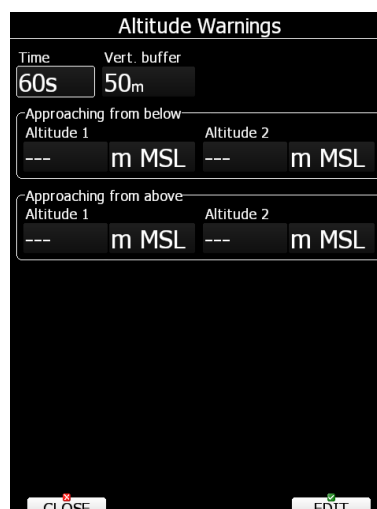 Altitude Warnings
Time Vert. buffer
60s 50m
Approaching from below
Altitude 1 Altitude 2
--- m MSL --- m MSL
Approaching from above
Altitude 1 Altitude 2
--- m MSL --- m MSL
CLOSE EDIT